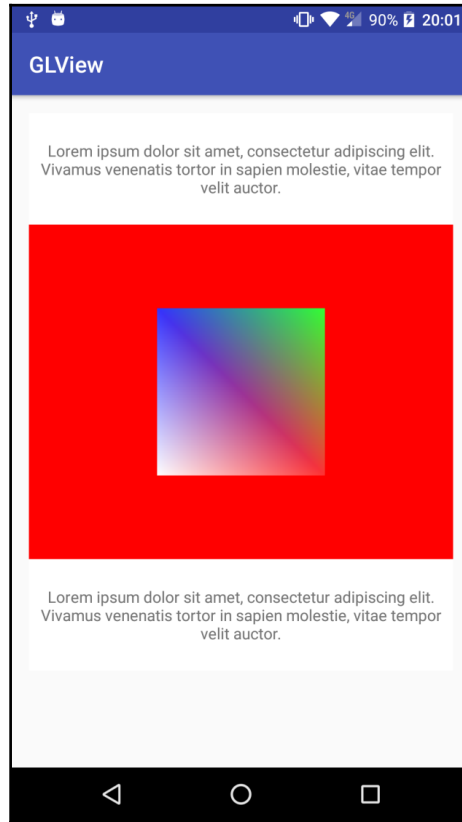 4G 90% 20:01
GLView
Lorem ipsum dolor sit amet, consectetur adipiscing elit.
Vivamus venenatis tortor in sapien molestie, vitae tempor
velit auctor.
Lorem ipsum dolor sit amet, consectetur adipiscing elit.
Vivamus venenatis tortor in sapien molestie, vitae tempor
velit auctor.